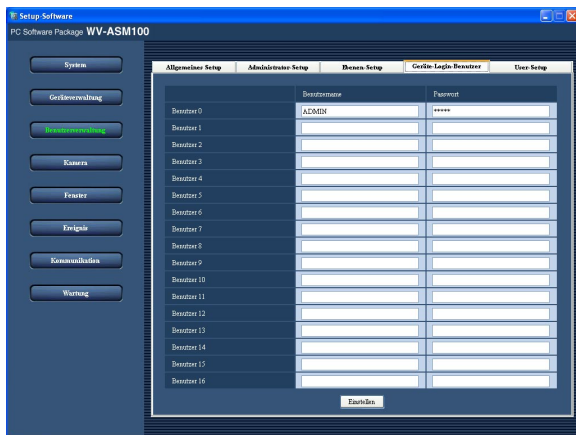 Setup-Software
PC Software Package WV-ASM100
System
Geräteverwaltung
Benutzerverwaltung
Kamera
Fenster
Ereignis
Kommunikation
Wartung
Allgemeines Setup Administrator-Setup Ebenen-Setup Geräte-Login-Benutzer User-Setup
Benutzername Passwort
Benutzer 0 ADMIN *****
Benutzer 1
Benutzer 2
Benutzer 3
Benutzer 4
Benutzer 5
Benutzer 6
Benutzer 7
Benutzer 8
Benutzer 9
Benutzer 10
Benutzer 11
Benutzer 12
Benutzer 13
Benutzer 14
Benutzer 15
Benutzer 16
Einstellen